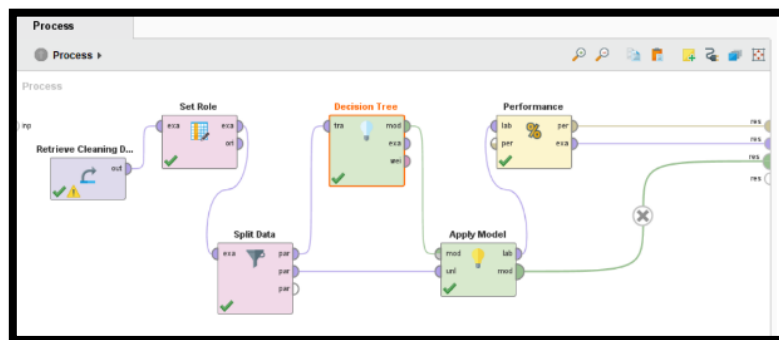 Process
Process
Process
inp
Retrieve Cleaning D...
out
Set Role
exa
exa
ori
Split Data
exa
par
par
par
Decision Tree
tra
mod
exa
wei
Apply Model
mod
unl
lab
mod
Performance
lab
per
per
exa
res
res
res
res